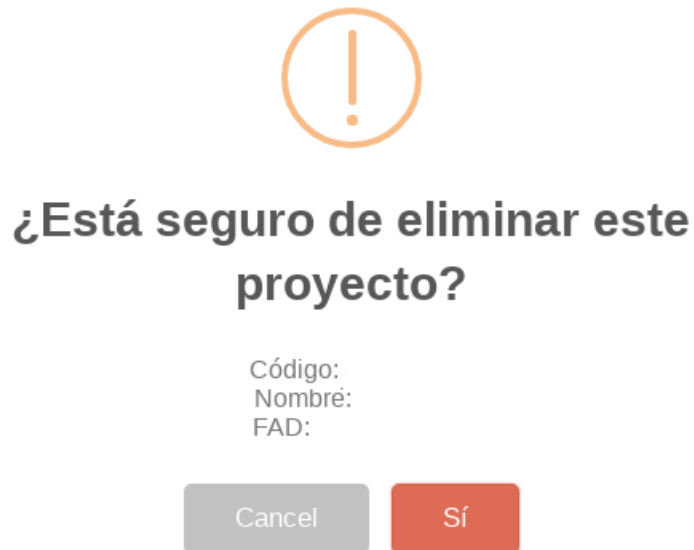 ¿Está seguro de eliminar este
proyecto?
Código:
Nombre:
FAD:
Cancel Sí